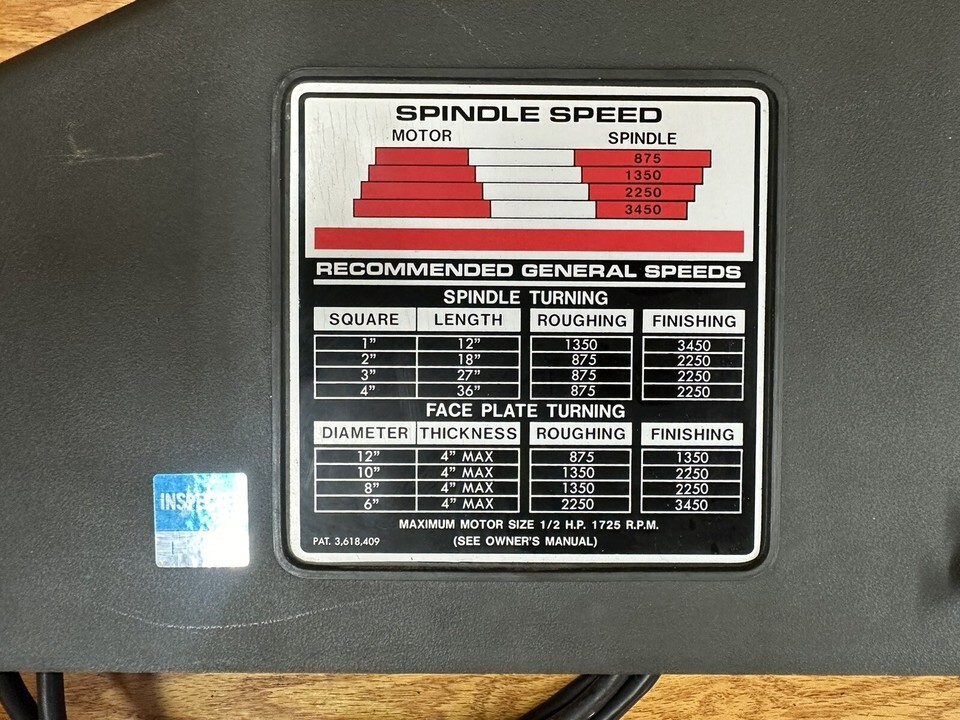 SPINDLE SPEED
MOTOR SPINDLE
875
1350
2250
3450
RECOMMENDED GENERAL SPEEDS
SPINDLE TURNING
SQUARE LENGTH ROUGHING FINISHING
1” 12” 1350 3450
2” 18” 875 2250
3” 27” 875 2250
4” 36” 875 2250
FACE PLATE TURNING
DIAMETER THICKNESS ROUGHING FINISHING
12” 4” MAX 875 1350
10” 4” MAX 1350 2250
8” 4” MAX 1350 2250
6” 4” MAX 2250 3450
MAXIMUM MOTOR SIZE 1/2 H.P. 1725 R.P.M.
PAT. 3,618,409 (SEE OWNER'S MANUAL)